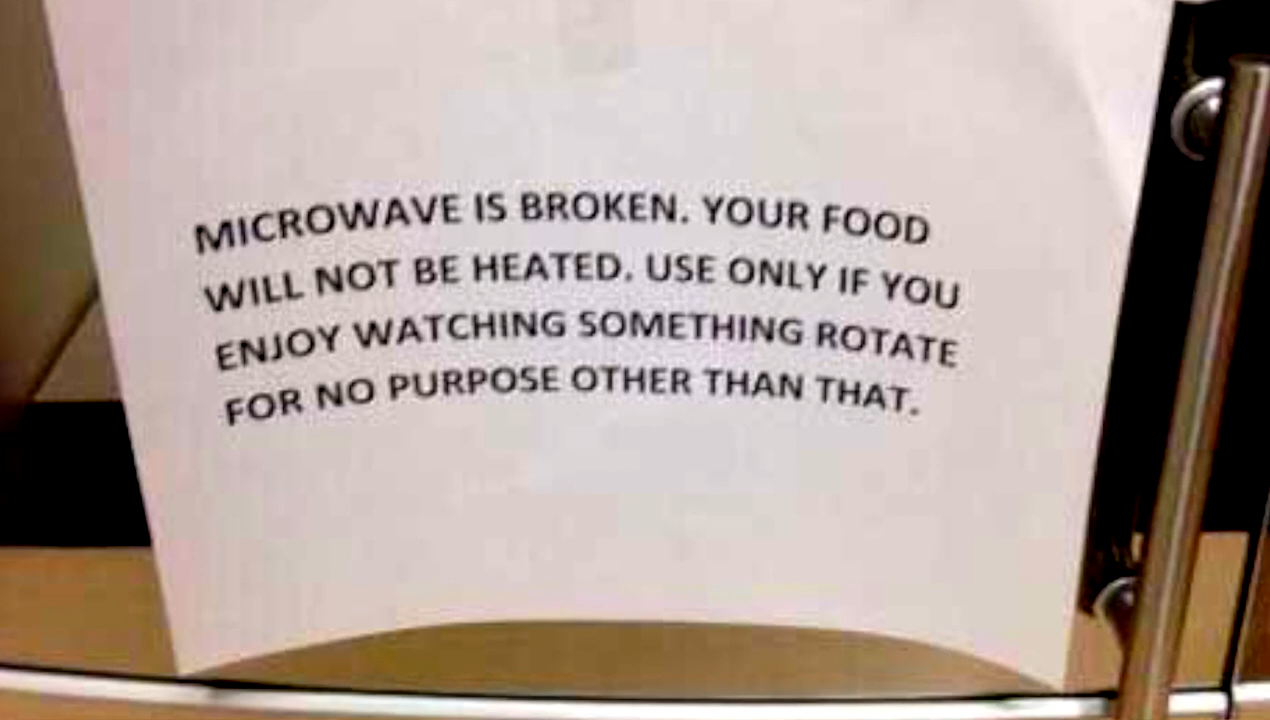 MICROWAVE IS BROKEN. YOUR FOOD
WILL NOT BE HEATED. USE ONLY IF YOU
ENJOY WATCHING SOMETHING ROTATE
FOR NO PURPOSE OTHER THAN THAT.